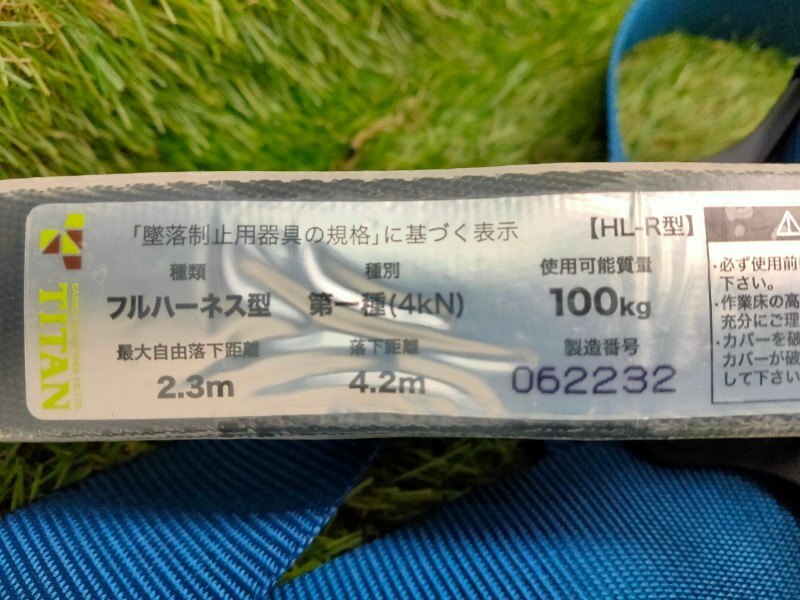 「墜落制止用器具の規格」に基づく表示
【HL-R型】
種類
種別
使用可能質量
フルハーネス型
第一種(4kN)
100kg
最大自由落下距離
落下距離
製造番号
2.3m
4.2m
062232
TITAN
・必ず使用前
下さい。
・作業床の高
充分にご理
・カバーを破
カバーが破
して下さい